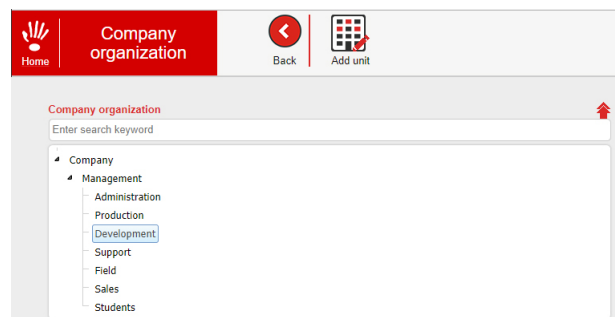 Home
Company
organization
Back
Add unit
Company organization
Enter search keyword
Company
Management
Administration
Production
Development
Support
Field
Sales
Students